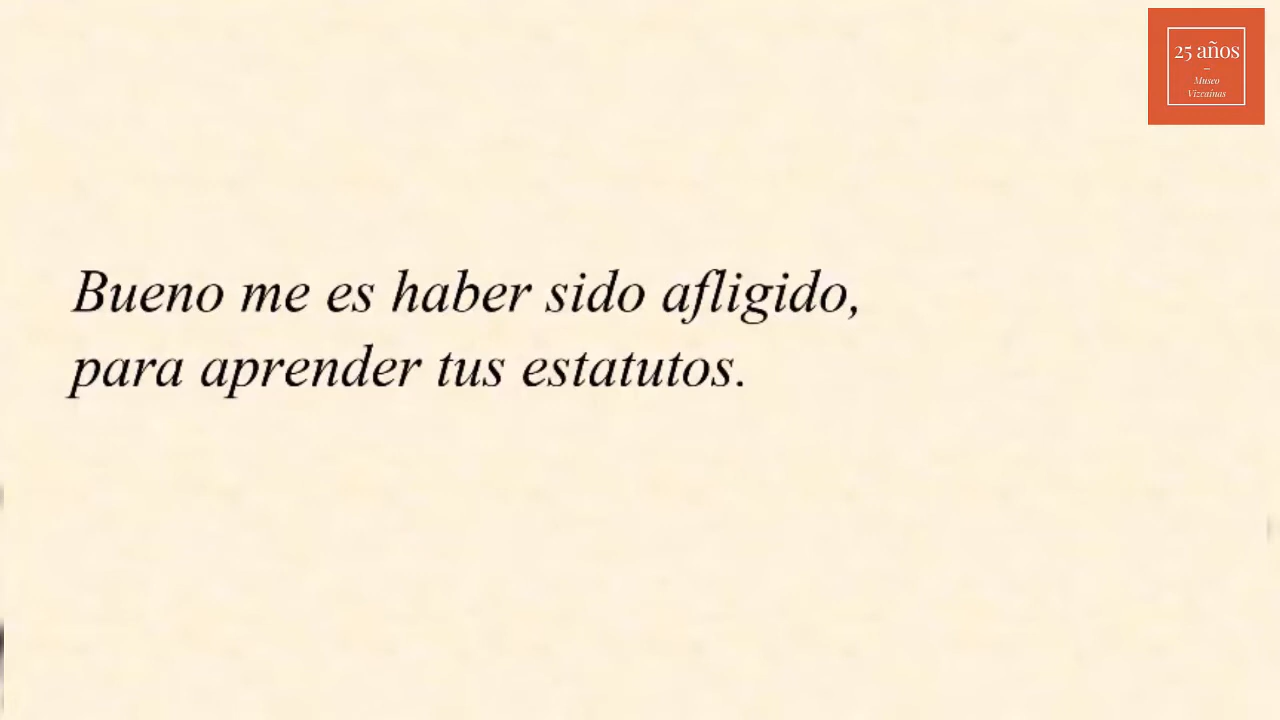 25 años
–
Museo
Vizcaínas
Bueno me es haber sido afligido,
para aprender tus estatutos.